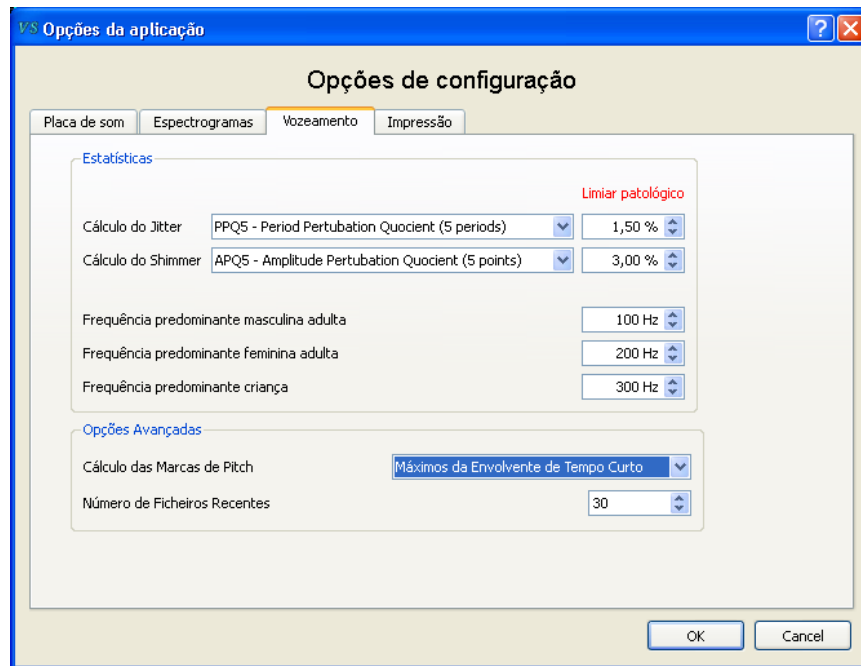 VS Opções da aplicação
Opções de configuração
Placa de som Espectrogramas Vozeamento Impressão
Estatísticas
Limiar patológico
Cálculo do Jitter PPQ5 - Period Pertubation Quocient (5 periods) 1,50 %
Cálculo do Shimmer APQ5 - Amplitude Pertubation Quocient (5 points) 3,00 %
Frequência predominante masculina adulta 100 Hz
Frequência predominante feminina adulta 200 Hz
Frequência predominante criança 300 Hz
Opções Avançadas
Cálculo das Marcas de Pitch Máximos da Envolvente de Tempo Curto
Número de Ficheiros Recentes 30
OK Cancel